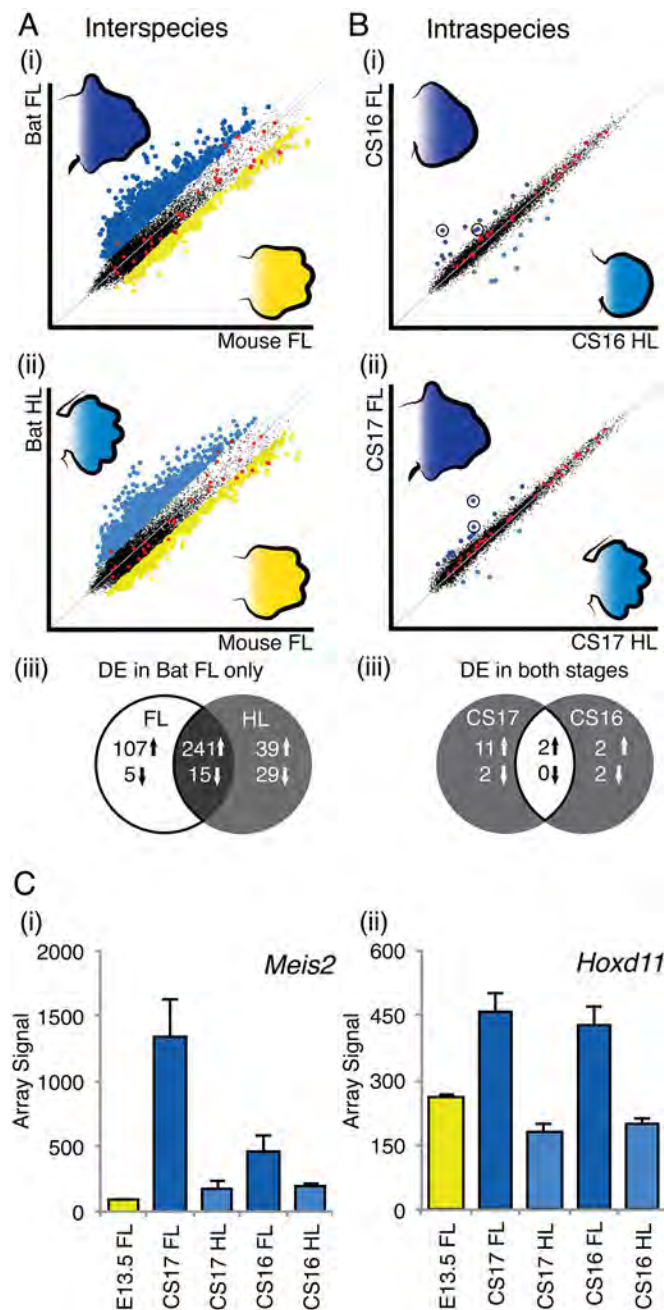 A Interspecies
B Intraspecies
(i)
(i)
Bat FL
Mouse FL
CS16 FL
CS16 HL
(ii)
(ii)
Bat HL
Mouse FL
CS17 FL
CS17 HL
(iii) DE in Bat FL only
FL HL
107↑ 241↑ 39↑
5↓ 15↓ 29↓
(iii) DE in both stages
CS17 CS16
11↑ 2↑ 2↑
2↓ 0↓ 2↓
C
(i)
Meis2
Array Signal
2000
1500
1000
500
0
E13.5 FL
CS17 FL
CS17 HL
CS16 FL
CS16 HL
(ii)
Hoxd11
Array Signal
600
450
300
150
0
E13.5 FL
CS17 FL
CS17 HL
CS16 FL
CS16 HL